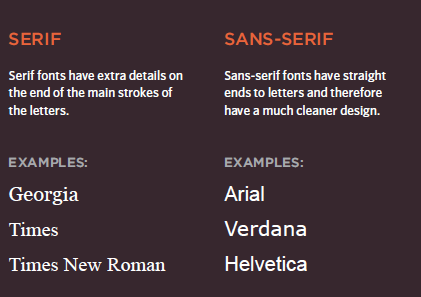 SERIF
Serif fonts have extra details on
the end of the main strokes of
the letters.
EXAMPLES:
Georgia
Times
Times New Roman
SANS-SERIF
Sans-serif fonts have straight
ends to letters and therefore
have a much cleaner design.
EXAMPLES:
Arial
Verdana
Helvetica